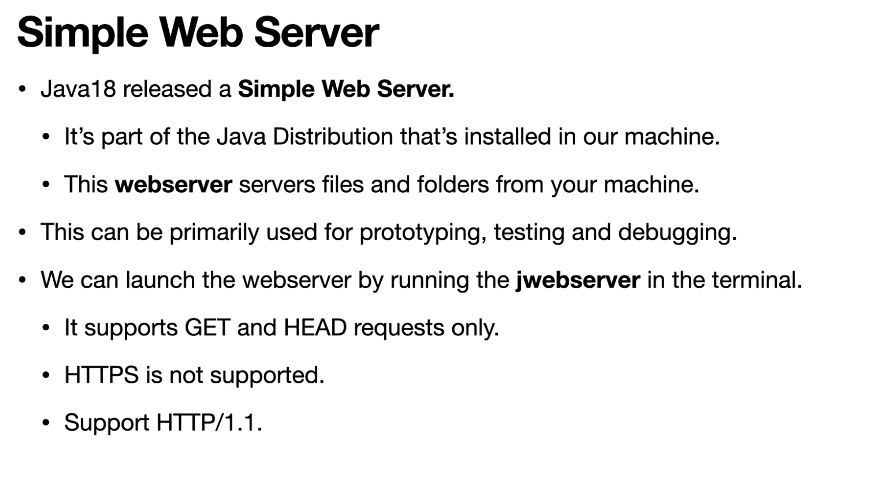 Simple Web Server
• Java18 released a Simple Web Server.
• It's part of the Java Distribution that's installed in our machine.
• This webserver servers files and folders from your machine.
• This can be primarily used for prototyping, testing and debugging.
• We can launch the webserver by running the jwebserver in the terminal.
• It supports GET and HEAD requests only.
• HTTPS is not supported.
• Support HTTP/1.1.